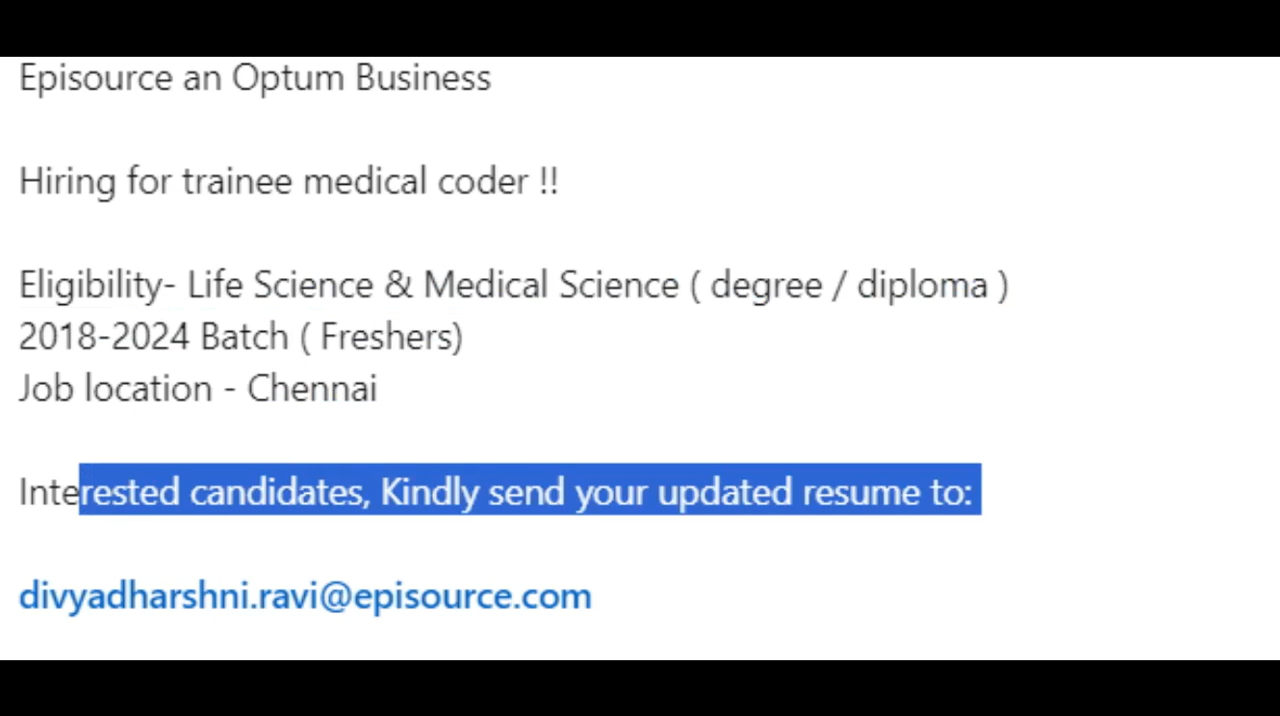 Episource an Optum Business
Hiring for trainee medical coder !!
Eligibility- Life Science & Medical Science ( degree / diploma )
2018-2024 Batch ( Freshers)
Job location - Chennai
Interested candidates, Kindly send your updated resume to:
divyadharshni.ravi@episource.com